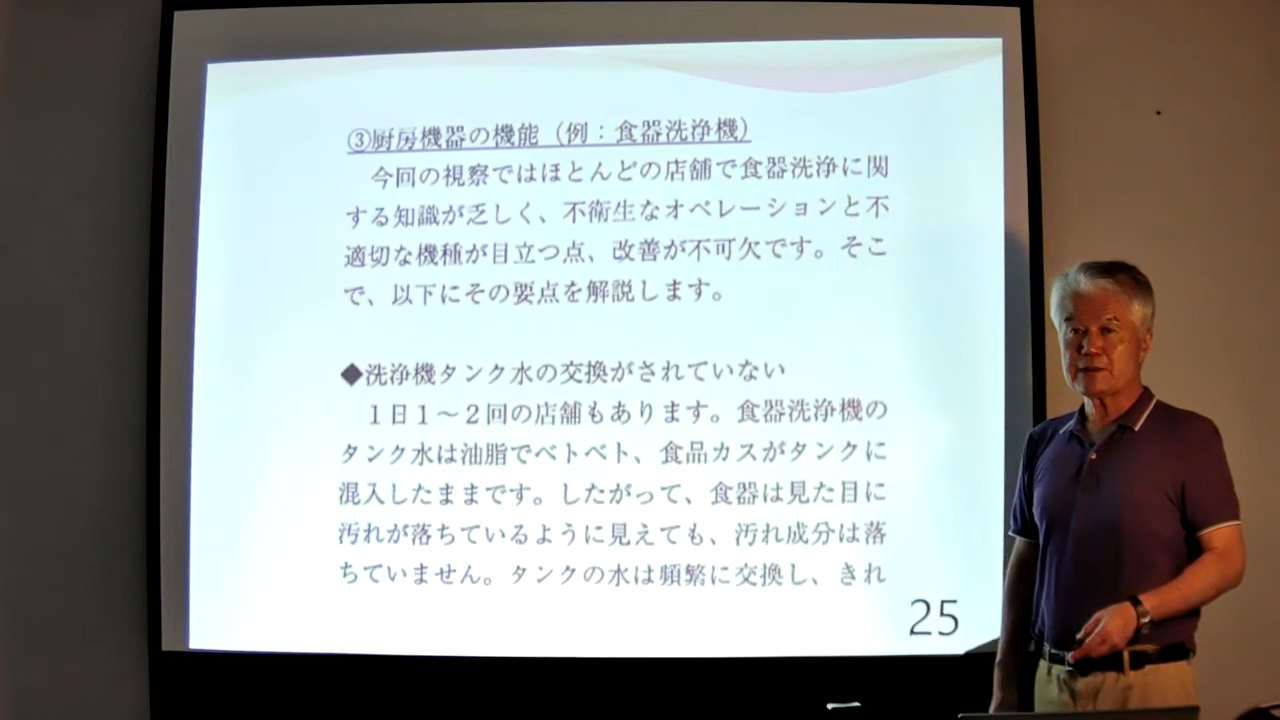 ③厨房機器の機能（例：食器洗浄機）
今回の視察ではほとんどの店舗で食器洗浄に関
する知識が乏しく、不衛生なオペレーションと不
適切な機種が目立つ点、改善が不可欠です。そこ
で、以下にその要点を解説します。
◆洗浄機タンク水の交換がされていない
１日１～２回の店舗もあります。食器洗浄機の
タンク水は油脂でベトベト、食品カスがタンクに
混入したままです。したがって、食器は見た目に
汚れが落ちているように見えても、汚れ成分は落
ちていません。タンクの水は頻繁に交換し、きれ
25